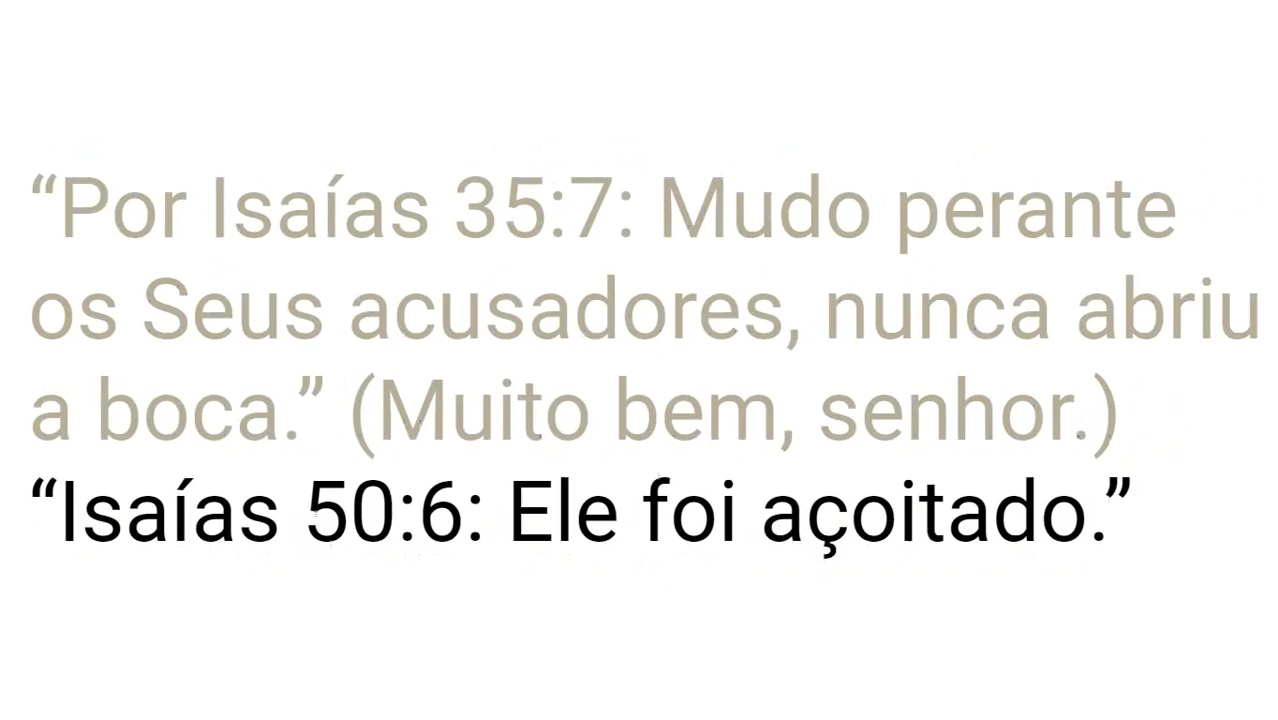 “Por Isaías 35:7: Mudo perante
os Seus acusadores, nunca abriu
a boca.” (Muito bem, senhor.)
“Isaías 50:6: Ele foi açoitado.”